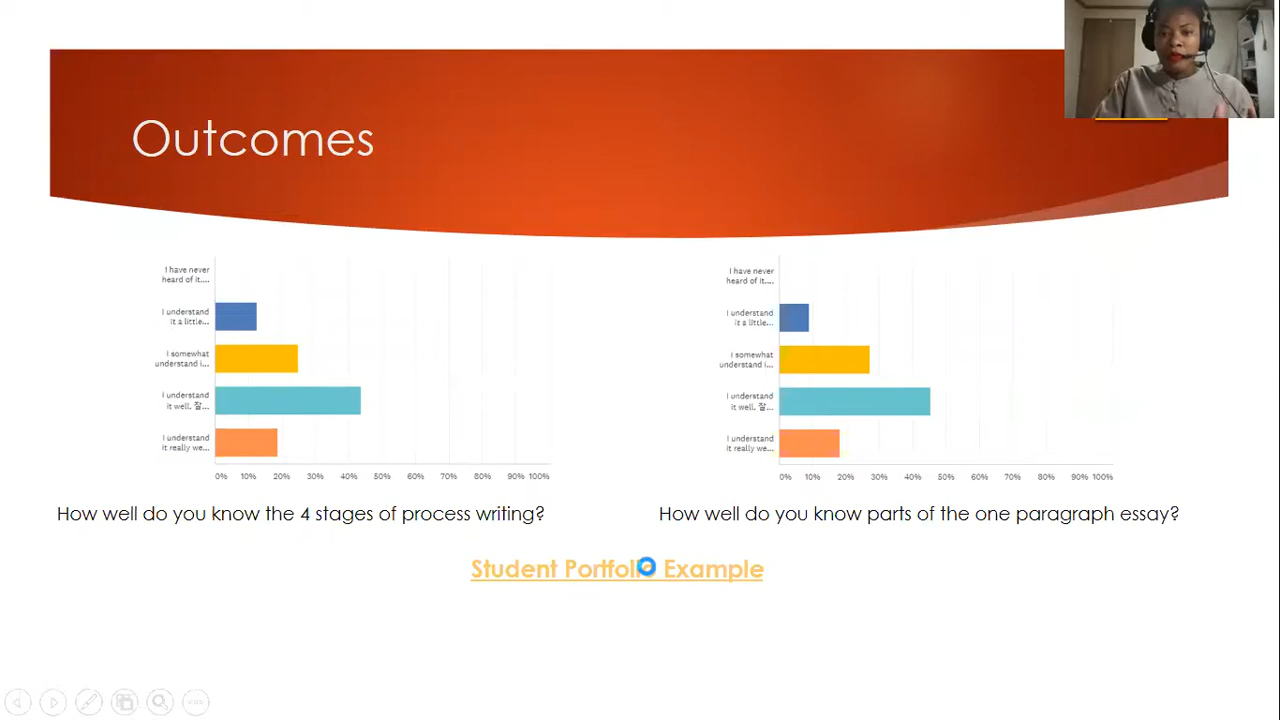 Outcomes
I have never
heard of it....
I understand
it a little...
I somewhat
understand i...
I understand
it well. 잘...
I understand
it really we...
0% 10% 20% 30% 40% 50% 60% 70% 80% 90% 100%
How well do you know the 4 stages of process writing?
I have never
heard of it....
I understand
it a little...
I somewhat
understand i...
I understand
it well. 잘...
I understand
it really we...
0% 10% 20% 30% 40% 50% 60% 70% 80% 90% 100%
How well do you know parts of the one paragraph essay?
Student Portfolio Example